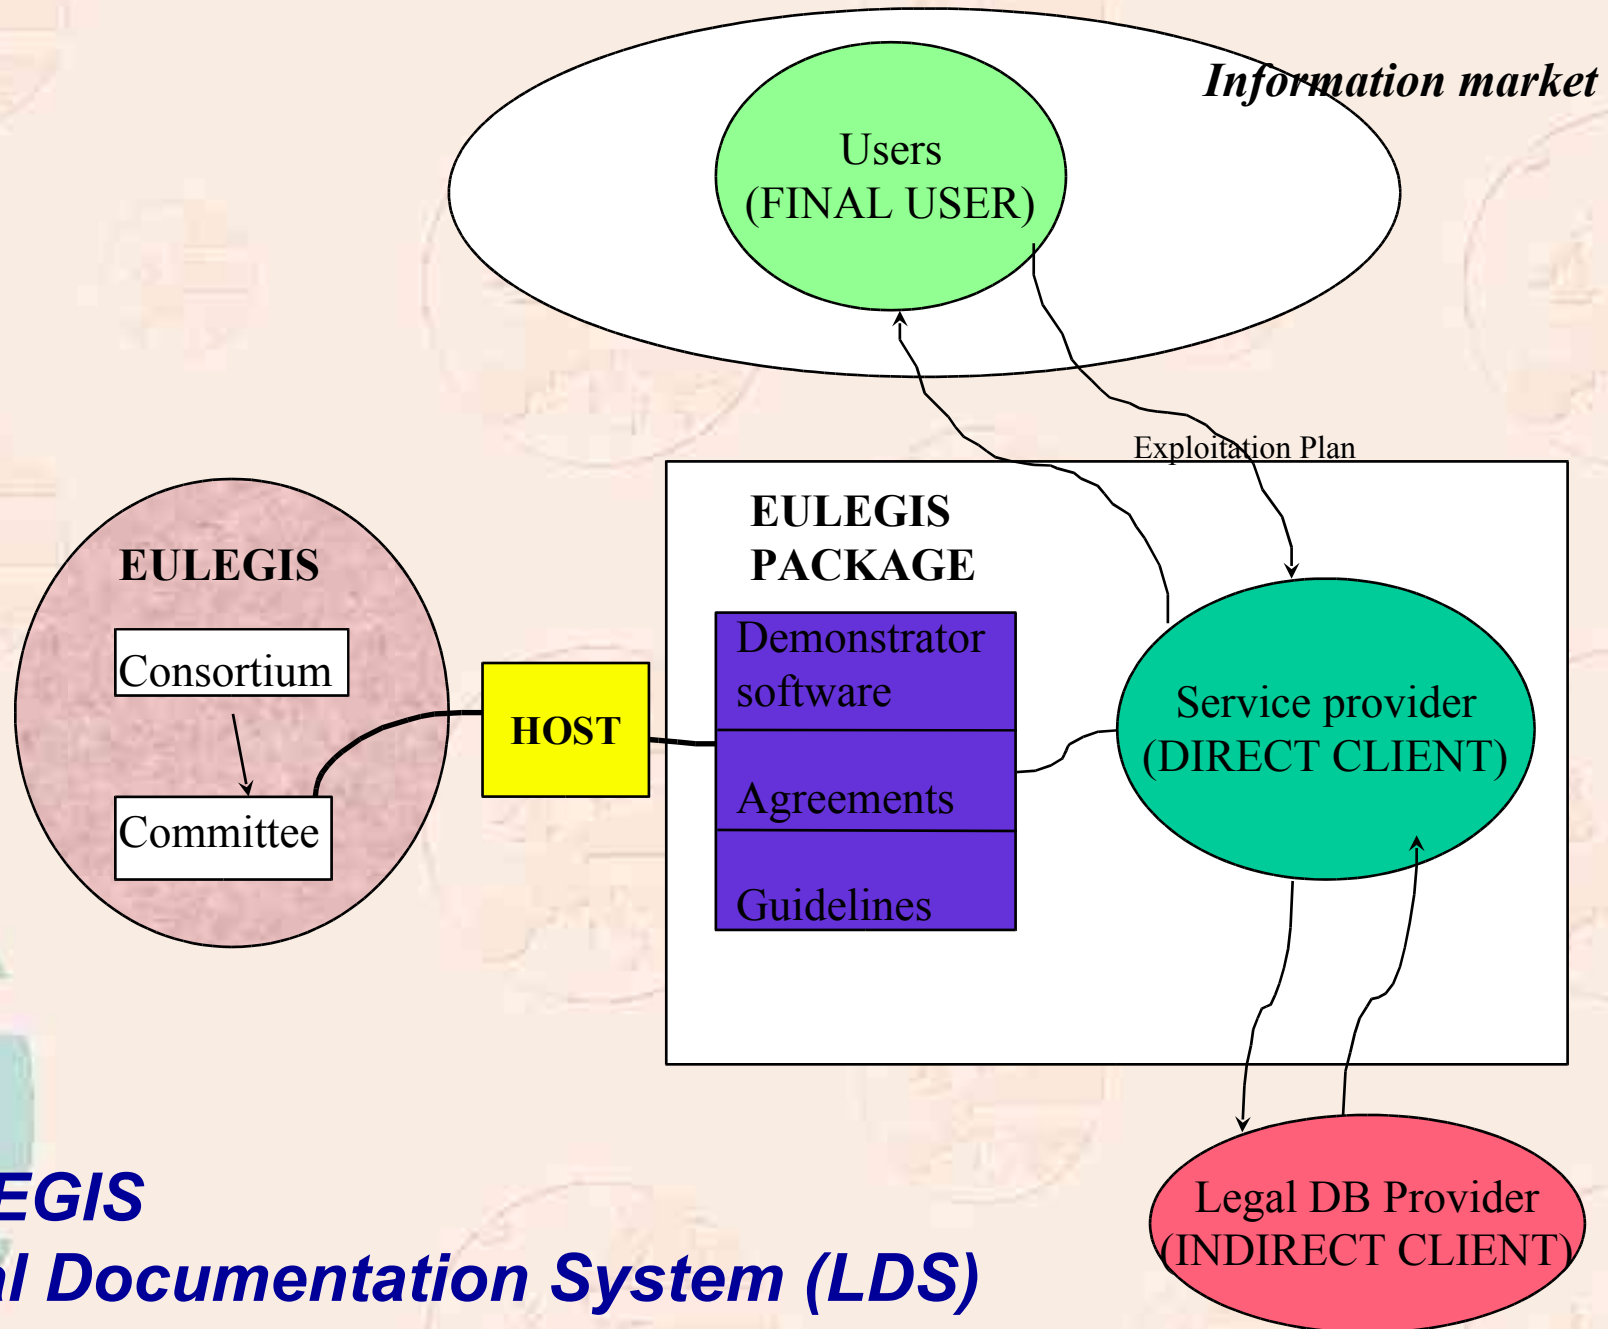 Information market
Users
(FINAL USER)
Exploitation Plan
EULEGIS
PACKAGE
EULEGIS
Consortium
Committee
HOST
Demonstrator
software
Agreements
Guidelines
Service provider
(DIRECT CLIENT)
Legal DB Provider
(INDIRECT CLIENT)
EGIS
al Documentation System (LDS)